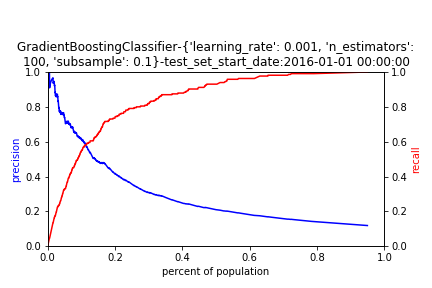 GradientBoostingClassifier-{'learning_rate': 0.001, 'n_estimators':
100, 'subsample': 0.1}-test_set_start_date:2016-01-01 00:00:00
1.0 1.0
0.8 0.8
0.6 0.6
precision recall
0.4 0.4
0.2 0.2
0.0 0.0
0.0 0.2 0.4 0.6 0.8 1.0
percent of population